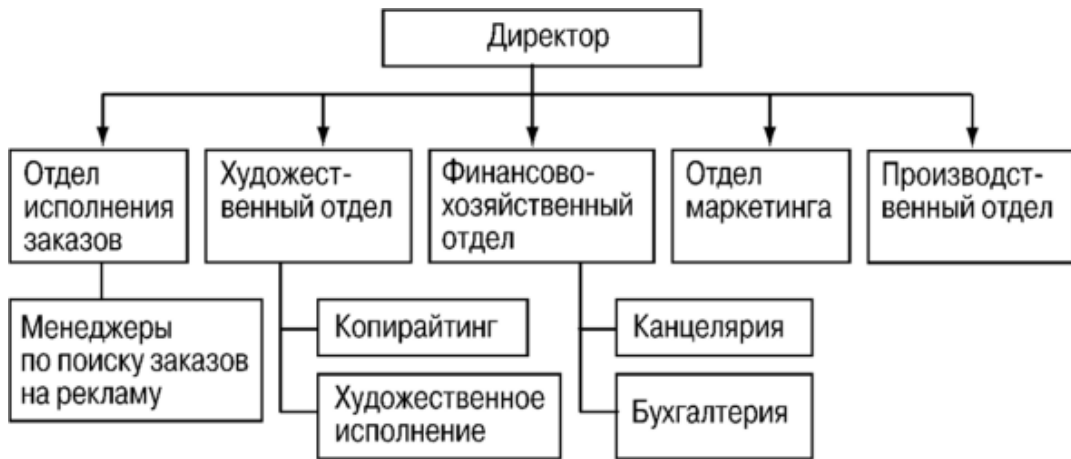 Директор
Отдел
исполнения
заказов
Художест-
венный отдел
Финансово-
хозяйственный
отдел
Отдел
маркетинга
Производст-
венный отдел
Менеджеры
по поиску заказов
на рекламу
Копирайтинг
Художественное
исполнение
Канцелярия
Бухгалтерия